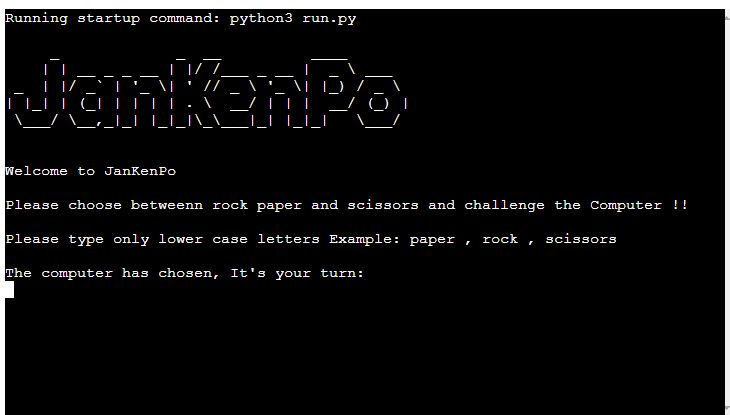 Running startup command: python3 run.py
JanKenPo
Welcome to JanKenPo
Please choose betweenn rock paper and scissors and challenge the Computer !!
Please type only lower case letters Example: paper , rock , scissors
The computer has chosen, It's your turn: